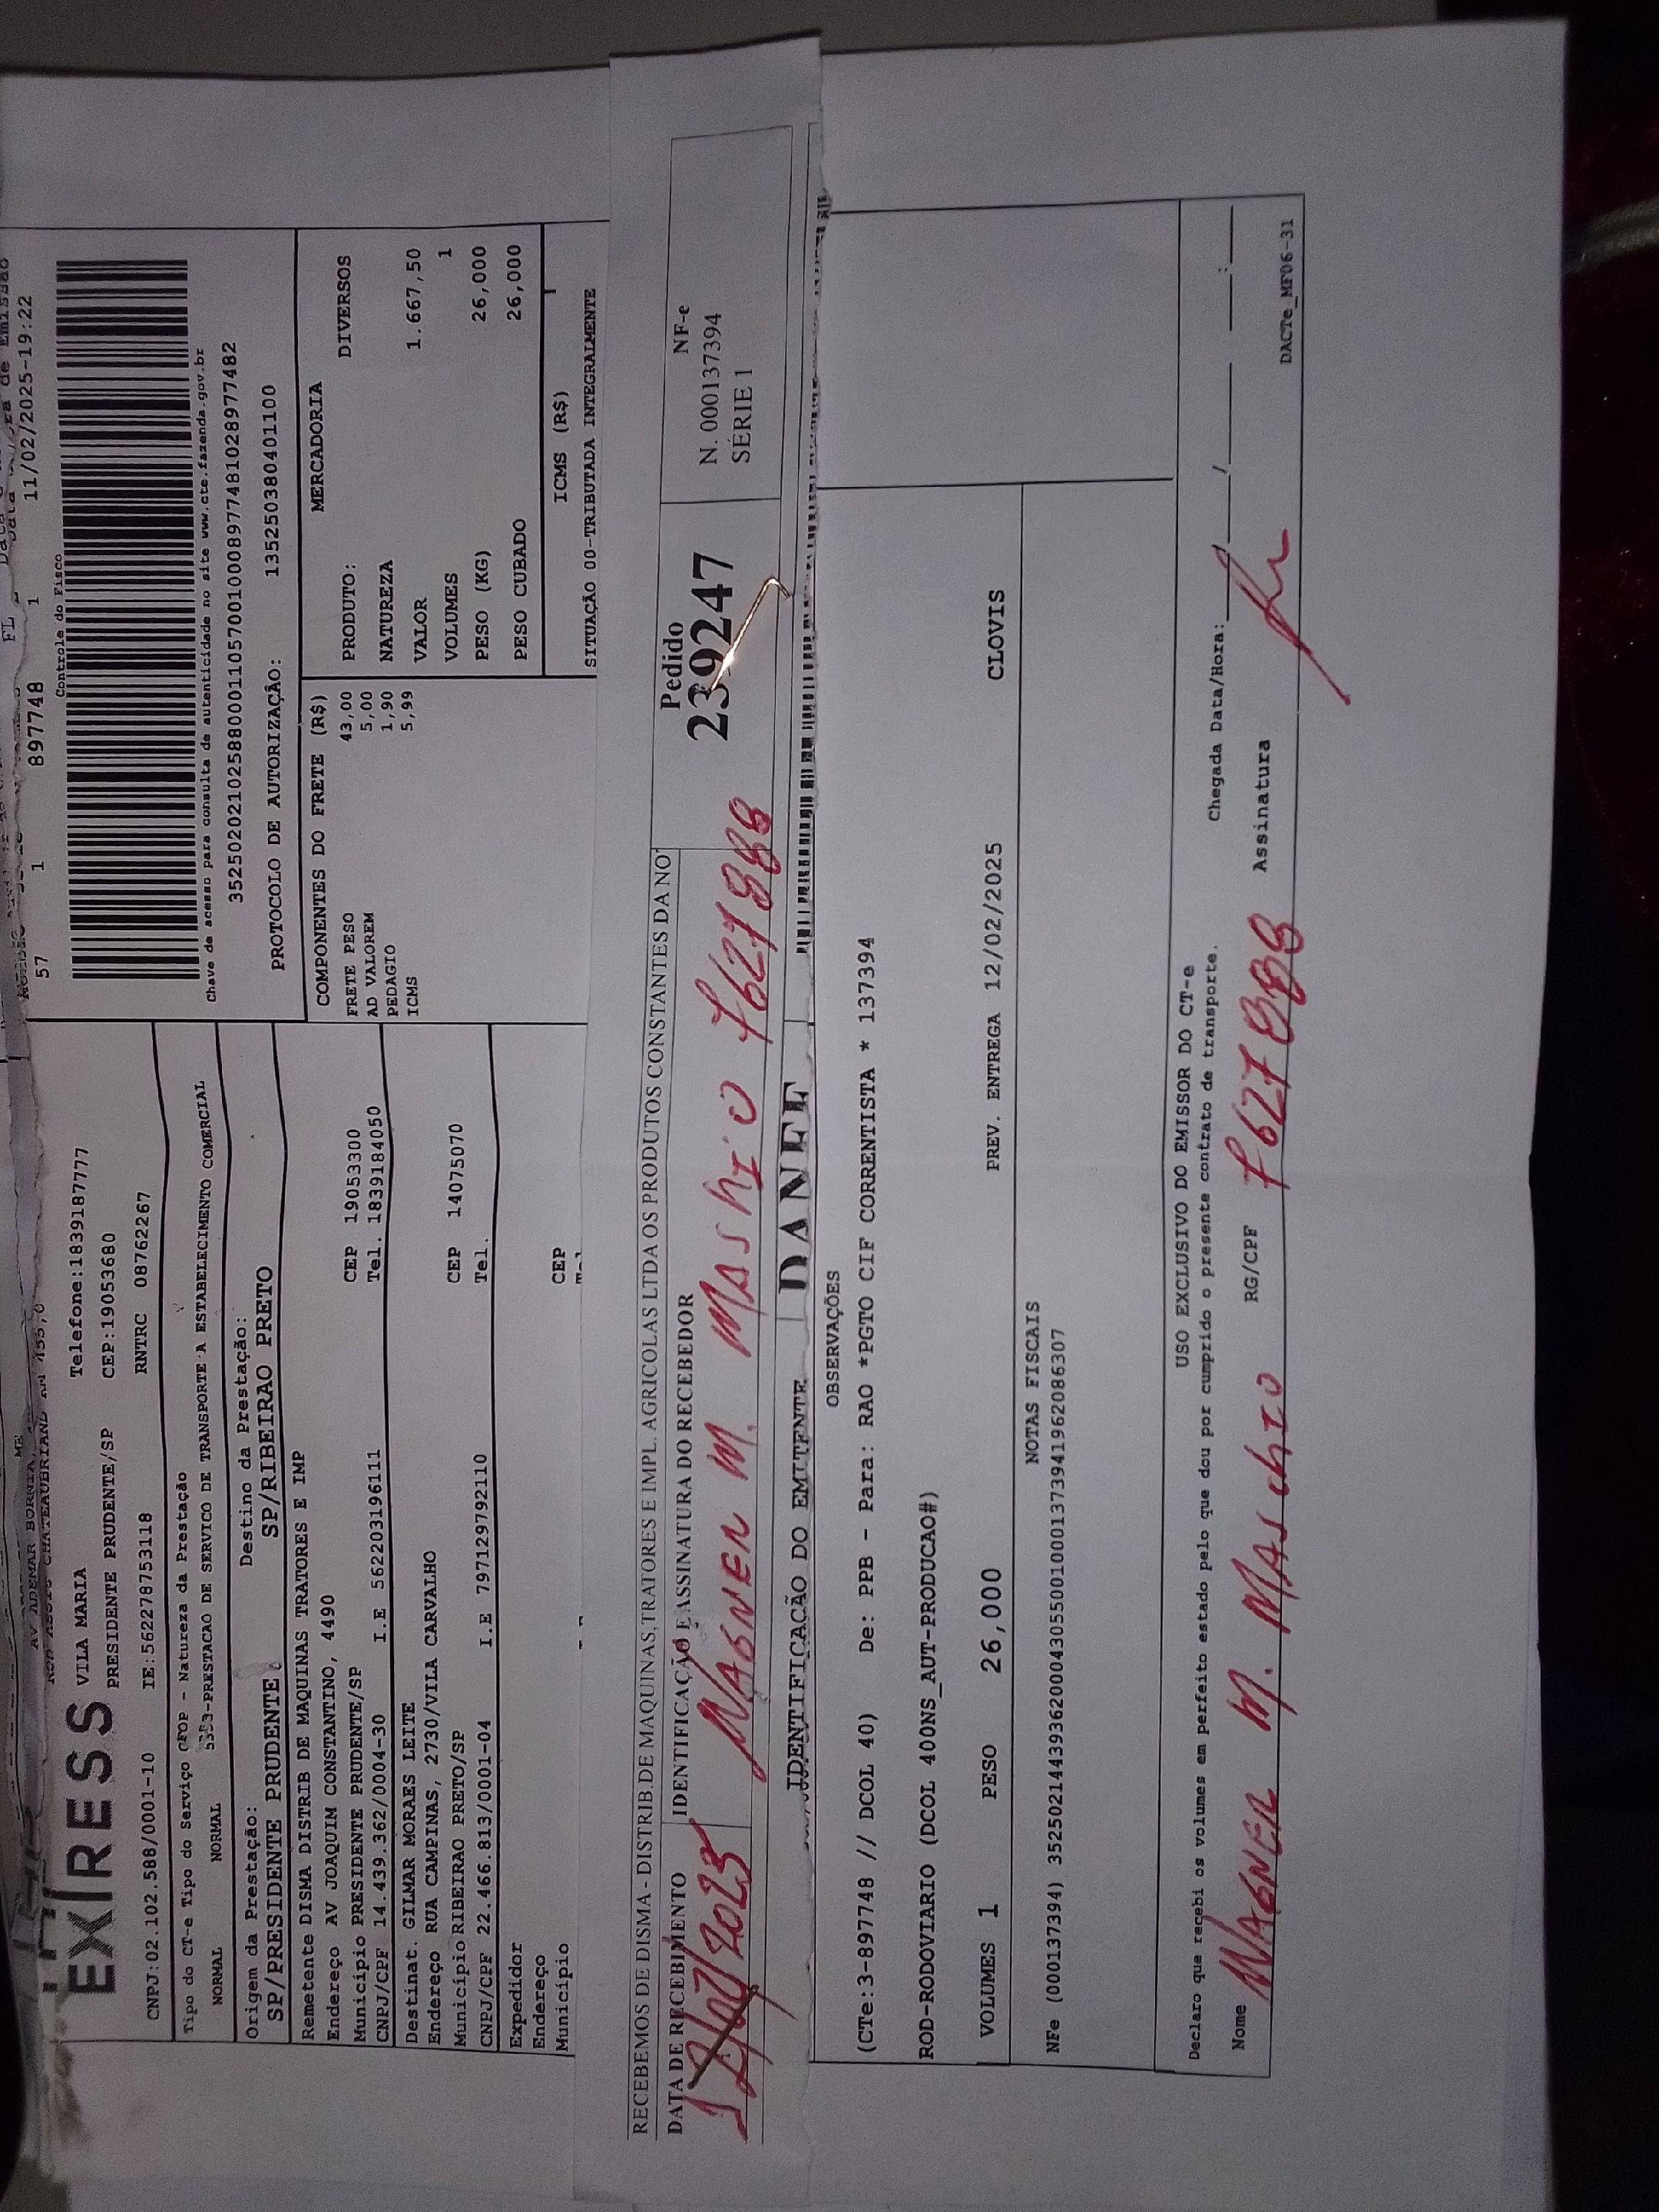 57 1 897748 1 11/02/2025-19:22
Controle do Fisco
Chave de acesso para consulta de autenticidade no site www.cte.fazenda.gov.br
35250202102588000110570010008977481028977482
PROTOCOLO DE AUTORIZAÇÃO: 135250380401100
EXPRESS
VILA MARIA Telefone:1839187777
PRESIDENTE PRUDENTE/SP CEP:19053680
CNPJ:02.102.588/0001-10 IE:562278753118 RNTRC 08762267
Tipo do CT-e Tipo do Serviço CFOP - Natureza da Prestação
NORMAL NORMAL 5353-PRESTACAO DE SERVICO DE TRANSPORTE A ESTABELECIMENTO COMERCIAL
Origem da Prestação: Destino da Prestação:
SP/PRESIDENTE PRUDENTE SP/RIBEIRAO PRETO
Remetente DISMA DISTRIB DE MAQUINAS TRATORES E IMP
Endereço AV JOAQUIM CONSTANTINO, 4490
Município PRESIDENTE PRUDENTE/SP CEP 19053300
CNPJ/CPF 14.439.362/0004-30 I.E 562203196111 Tel. 1839184050
Destinat. GILMAR MORAES LEITE
Endereço RUA CAMPINAS, 2730/VILA CARVALHO
Município RIBEIRAO PRETO/SP CEP 14075070
CNPJ/CPF 22.466.813/0001-04 I.E 797129792110 Tel.
Expedidor
Endereço
Município CEP
COMPONENTES DO FRETE (R$)
FRETE PESO 43,00
AD VALOREM 5,00
PEDAGIO 1,90
ICMS 5,99
MERCADORIA
PRODUTO: DIVERSOS
NATUREZA
VALOR 1.667,50
VOLUMES 1
PESO (KG) 26,000
PESO CUBADO 26,000
ICMS (R$)
SITUAÇÃO 00-TRIBUTADA INTEGRALMENTE
RECEBEMOS DE DISMA - DISTRIB.DE MAQUINAS,TRATORES E IMPL. AGRICOLAS LTDA OS PRODUTOS CONSTANTES DA NO
DATA DE RECEBIMENTO IDENTIFICAÇÃO E ASSINATURA DO RECEBEDOR
12/02/2025 WAGNER M. MASCHIO 7627888
Pedido
239247
NF-e
N. 000137394
SÉRIE 1
IDENTIFICAÇÃO DO EMITENTE DANFE
OBSERVAÇÕES
(CTe:3-897748 // DCOL 40) De: PPB - Para: RAO *PGTO CIF CORRENTISTA * 137394
ROD-RODOVIARIO (DCOL 400NS_AUT-PRODUCAO#)
VOLUMES 1 PESO 26,000 PREV. ENTREGA 12/02/2025 CLOVIS
NOTAS FISCAIS
NFe (000137394) 35250214439362000430550010001373941962086307
USO EXCLUSIVO DO EMISSOR DO CT-e
Declaro que recebi os volumes em perfeito estado pelo que dou por cumprido o presente contrato de transporte.
Chegada Data/Hora: / / :
Nome WAGNER M. MASCHIO RG/CPF 7627888 Assinatura
DACTe_MF06-31